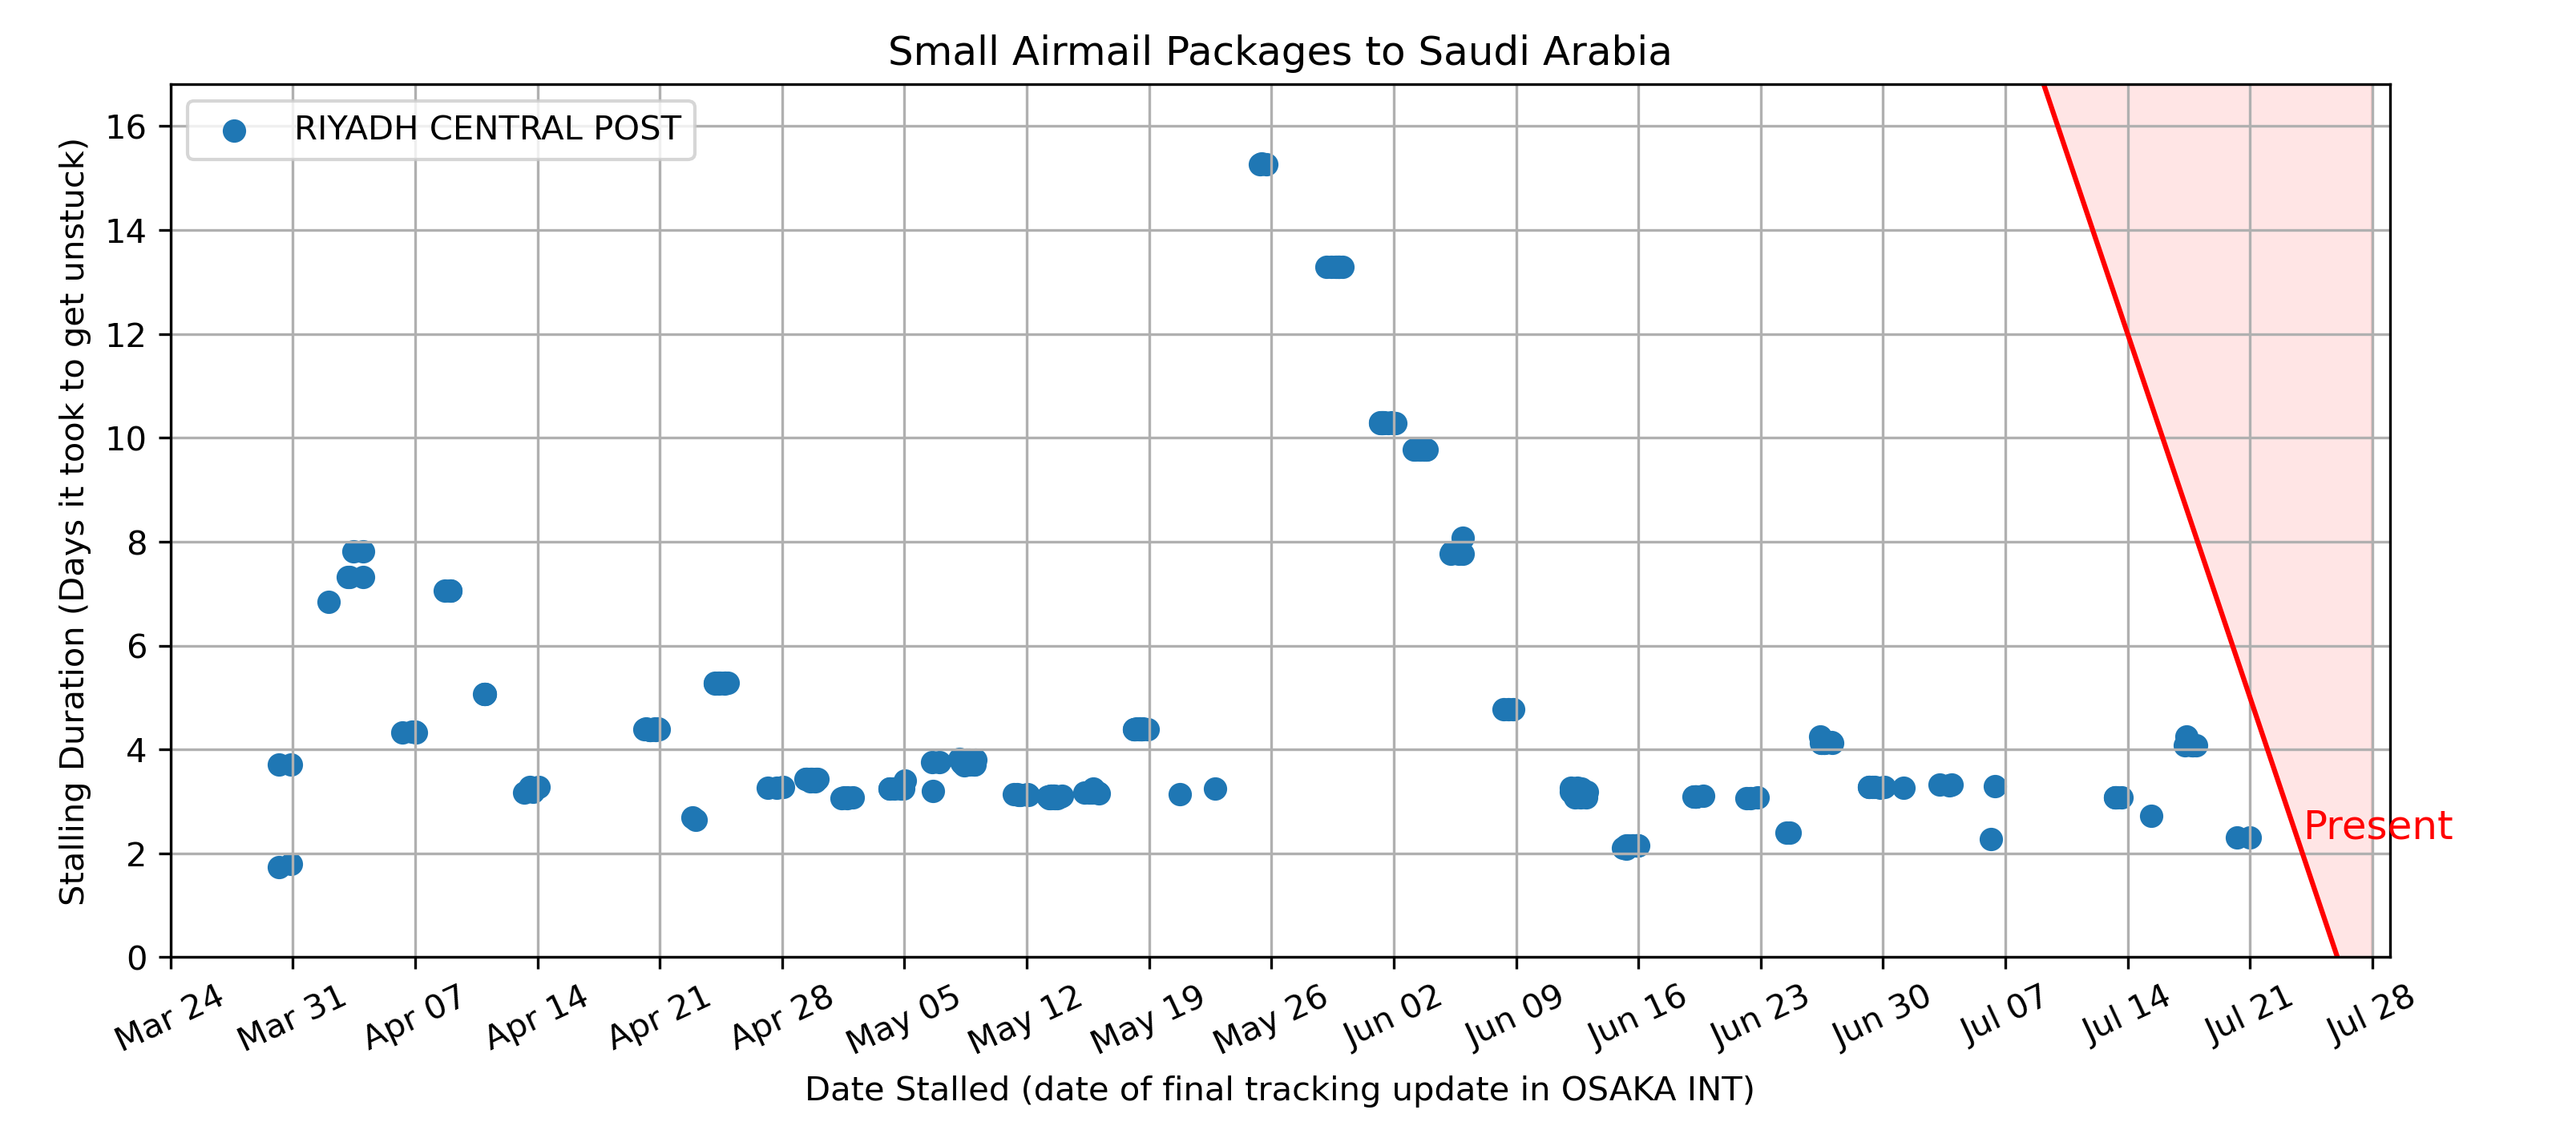 Small Airmail Packages to Saudi Arabia
RIYADH CENTRAL POST
Stalling Duration (Days it took to get unstuck)
16
14
12
10
8
6
4
2
0
Present
Mar 24
Mar 31
Apr 07
Apr 14
Apr 21
Apr 28
May 05
May 12
May 19
May 26
Jun 02
Jun 09
Jun 16
Jun 23
Jun 30
Jul 07
Jul 14
Jul 21
Jul 28
Date Stalled (date of final tracking update in OSAKA INT)